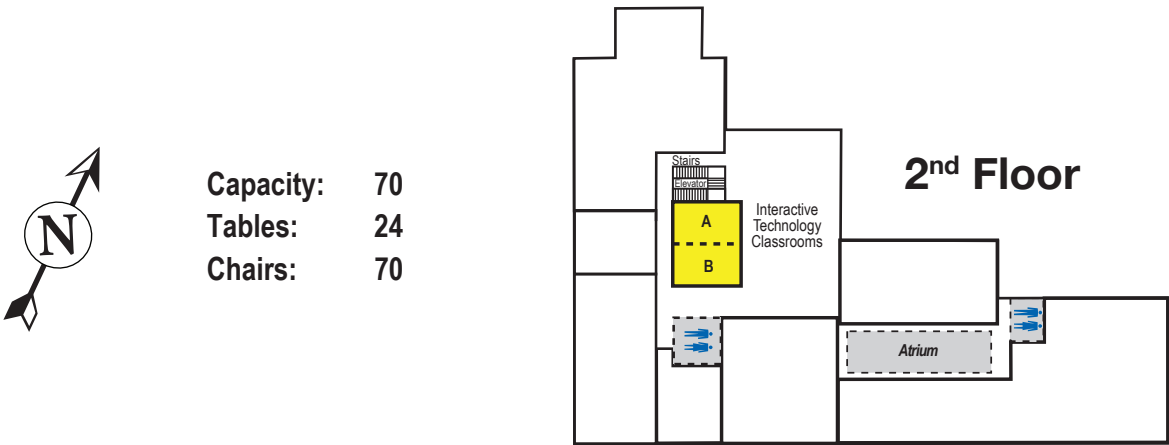 N
Capacity: 70
Tables: 24
Chairs: 70
2nd Floor
Stairs
Elevator
A
B
Interactive
Technology
Classrooms
Atrium